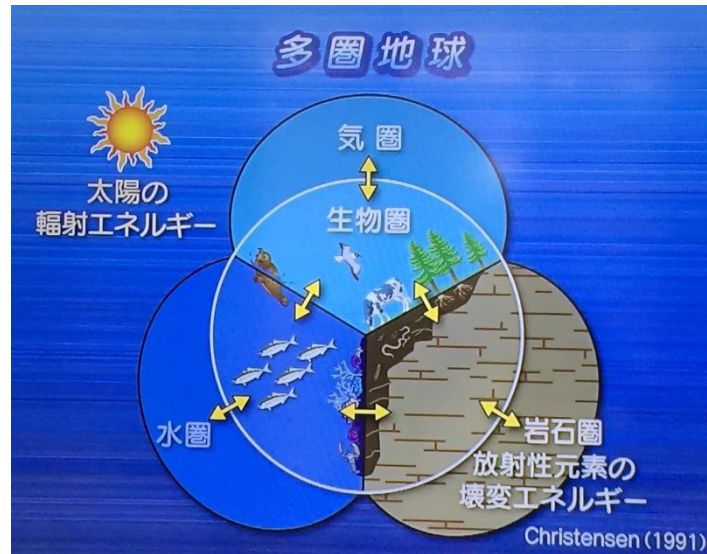 多圏地球
気圏
太陽の
輻射エネルギー
生物圏
水圏
岩石圏
放射性元素の
壊変エネルギー
Christensen (1991)